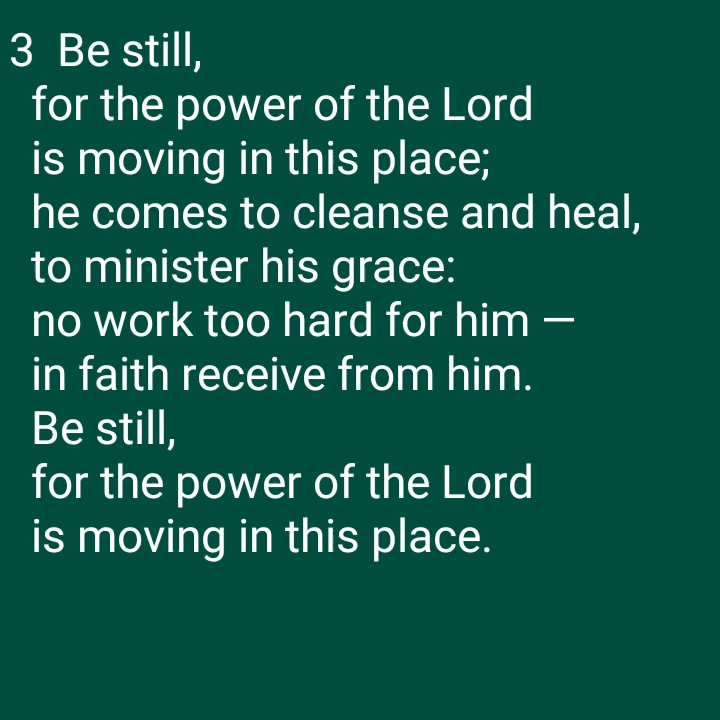 3 Be still,
for the power of the Lord
is moving in this place;
he comes to cleanse and heal,
to minister his grace:
no work too hard for him —
in faith receive from him.
Be still,
for the power of the Lord
is moving in this place.